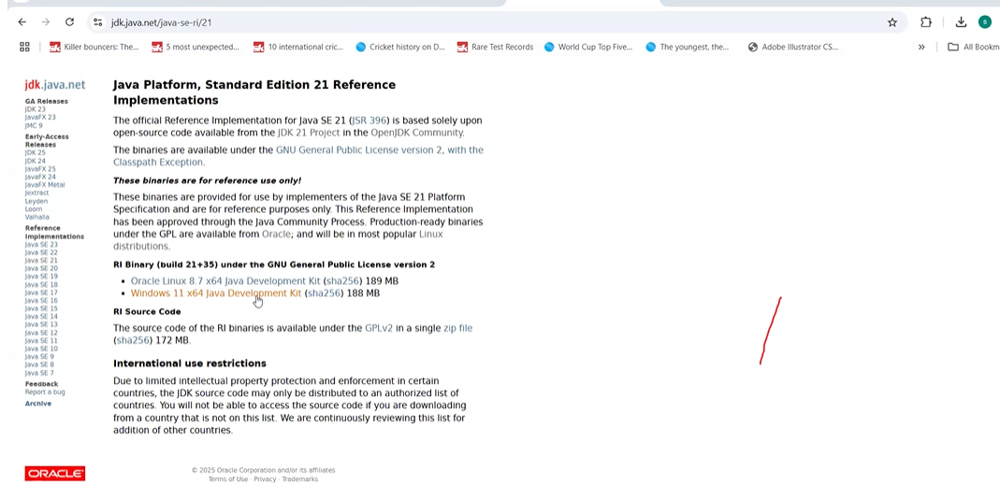 jdk.java.net/java-se-ri/21
S
Killer bouncers: The...
5 most unexpected...
10 international cric...
Cricket history on D...
Rare Test Records
World Cup Top Five...
The youngest, the...
Adobe Illustrator CS...
»
All Bookm
jdk.java.net
GA Releases
JDK 23
JavaFX 23
JMC 9
Early-Access
Releases
JDK 25
JDK 24
JavaFX 25
JavaFX 24
JavaFX Metal
Jextract
Leyden
Loom
Valhalla
Reference
Implementations
Java SE 23
Java SE 22
Java SE 21
Java SE 20
Java SE 19
Java SE 18
Java SE 17
Java SE 16
Java SE 15
Java SE 14
Java SE 13
Java SE 12
Java SE 11
Java SE 10
Java SE 9
Java SE 8
Java SE 7
Feedback
Report a bug
Archive
ORACLE
Java Platform, Standard Edition 21 Reference
Implementations
The official Reference Implementation for Java SE 21 (JSR 396) is based solely upon
open-source code available from the JDK 21 Project in the OpenJDK Community.
The binaries are available under the GNU General Public License version 2, with the
Classpath Exception.
These binaries are for reference use only!
These binaries are provided for use by implementers of the Java SE 21 Platform
Specification and are for reference purposes only. This Reference Implementation
has been approved through the Java Community Process. Production-ready binaries
under the GPL are available from Oracle; and will be in most popular Linux
distributions.
RI Binary (build 21+35) under the GNU General Public License version 2
• Oracle Linux 8.7 x64 Java Development Kit (sha256) 189 MB
• Windows 11 x64 Java Development Kit (sha256) 188 MB
RI Source Code
The source code of the RI binaries is available under the GPLv2 in a single zip file
(sha256) 172 MB.
International use restrictions
Due to limited intellectual property protection and enforcement in certain
countries, the JDK source code may only be distributed to an authorized list of
countries. You will not be able to access the source code if you are downloading
from a country that is not on this list. We are continuously reviewing this list for
addition of other countries.
© 2025 Oracle Corporation and/or its affiliates
Terms of Use · Privacy · Trademarks